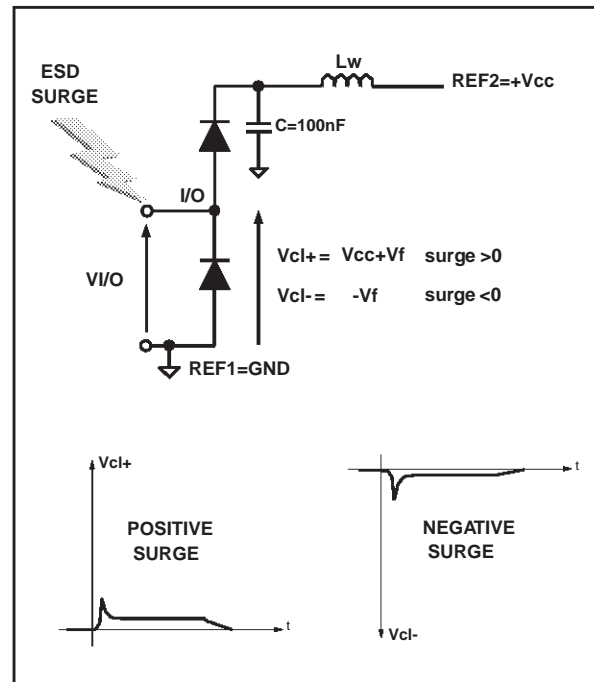 Lw
ESD
SURGE
REF2=+Vcc
C=100nF
I/O
Vcl+ = Vcc+Vf surge >0
VI/O
Vcl- = -Vf surge <0
REF1=GND
Vcl+
t
POSITIVE
SURGE
NEGATIVE
SURGE
t
Vcl-